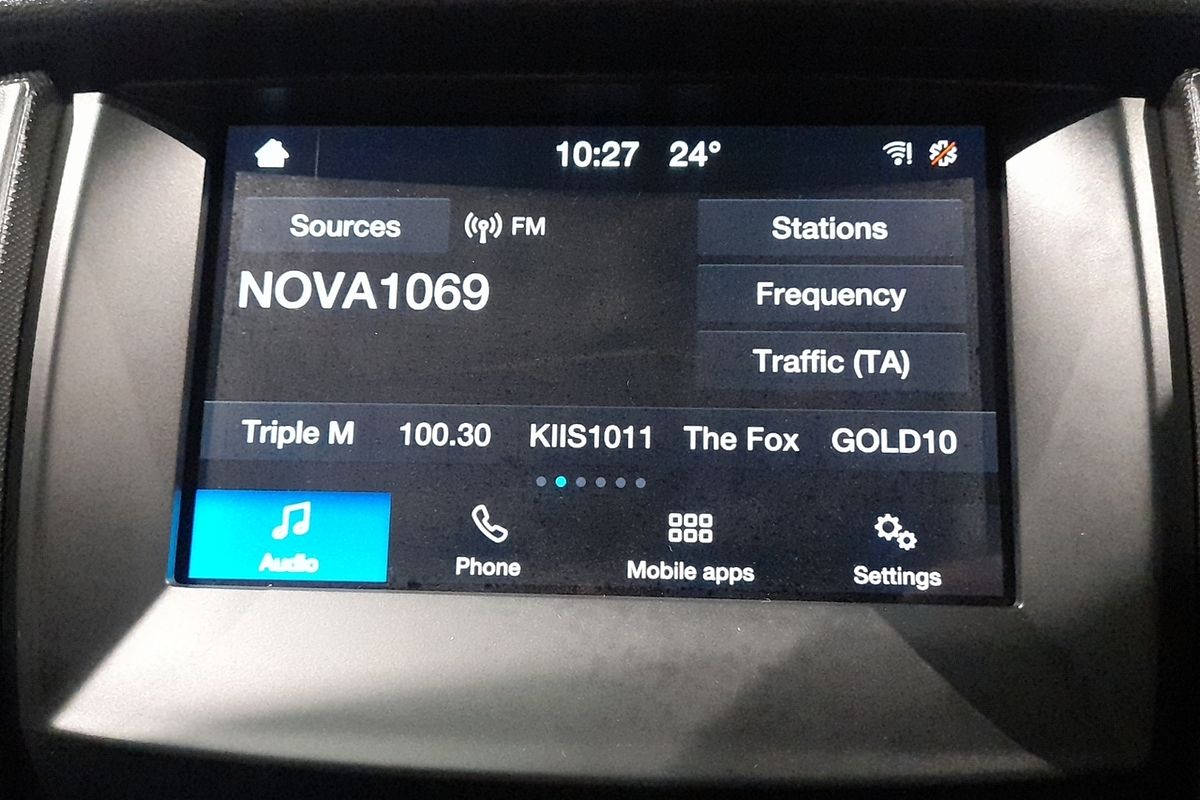 10:27 24°
Sources FM Stations
NOVA1069 Frequency
Traffic (TA)
Triple M 100.30 KIIS1011 The Fox GOLD10
Audio Phone Mobile apps Settings